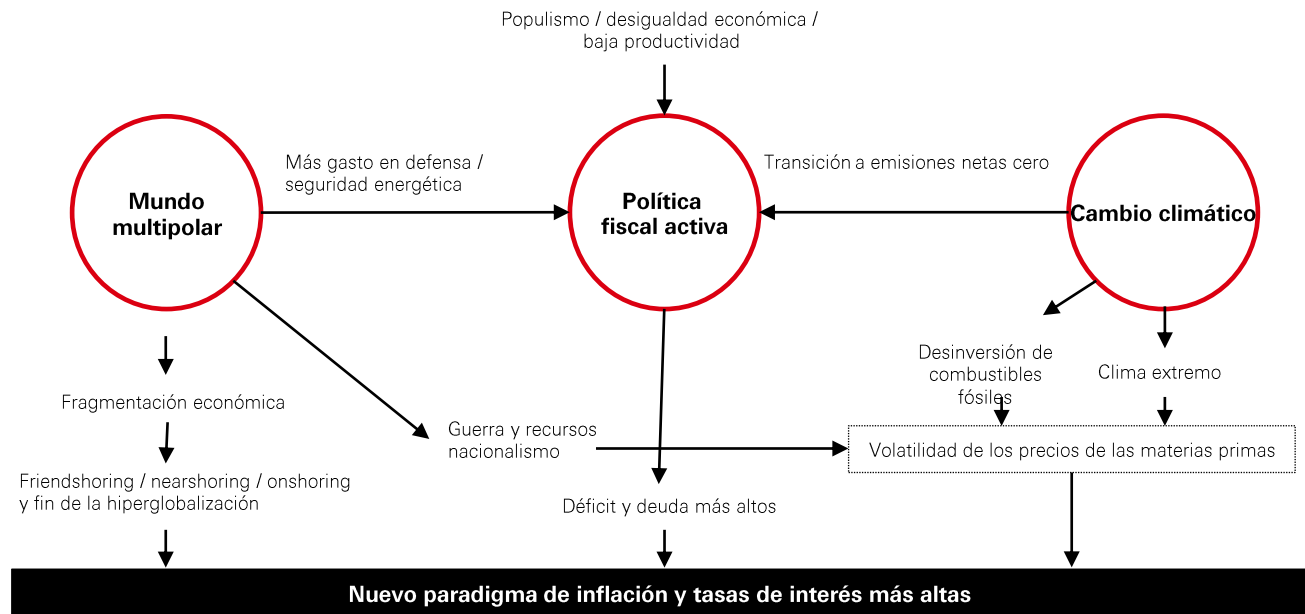 Populismo / desigualdad económica /
baja productividad
Más gasto en defensa /
seguridad energética
Transición a emisiones netas cero
Mundo
multipolar
Política
fiscal activa
Cambio climático
Desinversión de
combustibles
fósiles
Clima extremo
Fragmentación económica
Guerra y recursos
nacionalismo
Volatilidad de los precios de las materias primas
Friendshoring / nearshoring / onshoring
y fin de la hiperglobalización
Déficit y deuda más altos
Nuevo paradigma de inflación y tasas de interés más altas